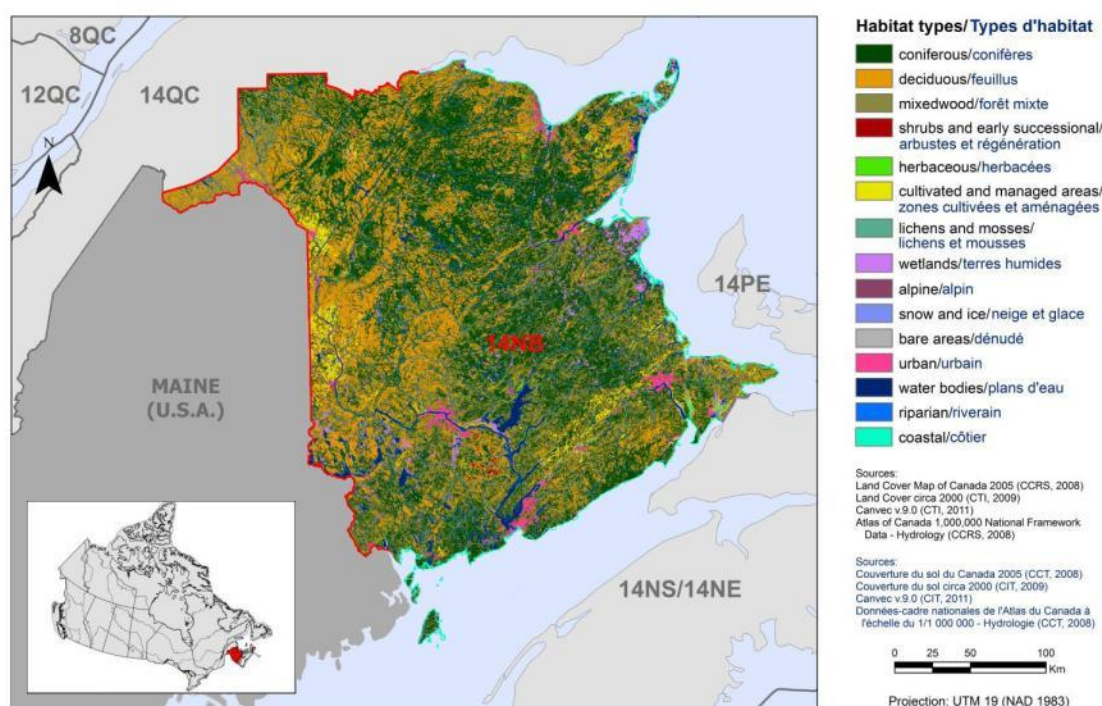 8QC
12QC
14QC
N
MAINE
(U.S.A.)
14NB
14PE
14NS/14NE
Habitat types/Types d'habitat
coniferous/conifères
deciduous/feuillus
mixedwood/forêt mixte
shrubs and early successional/
arbustes et régénération
herbaceous/herbacées
cultivated and managed areas/
zones cultivées et aménagées
lichens and mosses/
lichens et mousses
wetlands/terres humides
alpine/alpin
snow and ice/neige et glace
bare areas/dénudé
urban/urbain
water bodies/plans d'eau
riparian/riverain
coastal/côtier
Sources:
Land Cover Map of Canada 2005 (CCRS, 2008)
Land Cover circa 2000 (CTI, 2009)
Canvec v.9.0 (CTI, 2011)
Atlas of Canada 1,000,000 National Framework
Data - Hydrology (CCRS, 2008)
Sources:
Couverture du sol du Canada 2005 (CCT, 2008)
Couverture du sol circa 2000 (CIT, 2009)
Canvec v.9.0 (CIT, 2011)
Données-cadre nationales de l'Atlas du Canada à
l'échelle du 1/1 000 000 - Hydrologie (CCT, 2008)
0 25 50 100
Km
Projection: UTM 19 (NAD 1983)